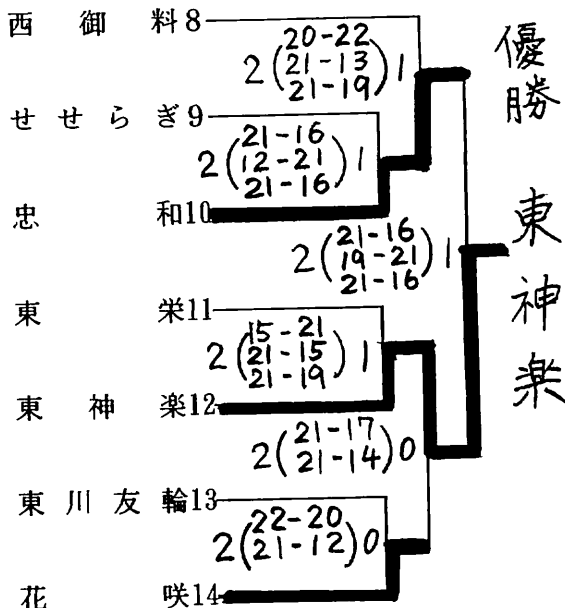 西御料8
2(20-22 21-13 21-19)1
せせらぎ9
2(21-16 12-21 21-16)1
忠和10
2(21-16 19-21 21-16)1
東栄11
2(15-21 21-15 21-19)1
東神楽12
2(21-17 21-14)0
東川友輪13
2(22-20 21-12)0
花咲14
優勝 東神楽